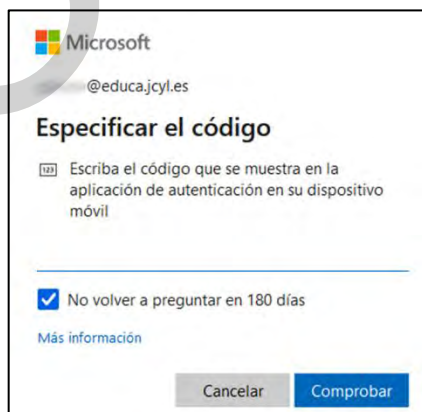 Microsoft
@educa.jcyl.es
Especificar el código
123
Escriba el código que se muestra en la
aplicación de autenticación en su dispositivo
móvil
No volver a preguntar en 180 días
Más información
Cancelar Comprobar